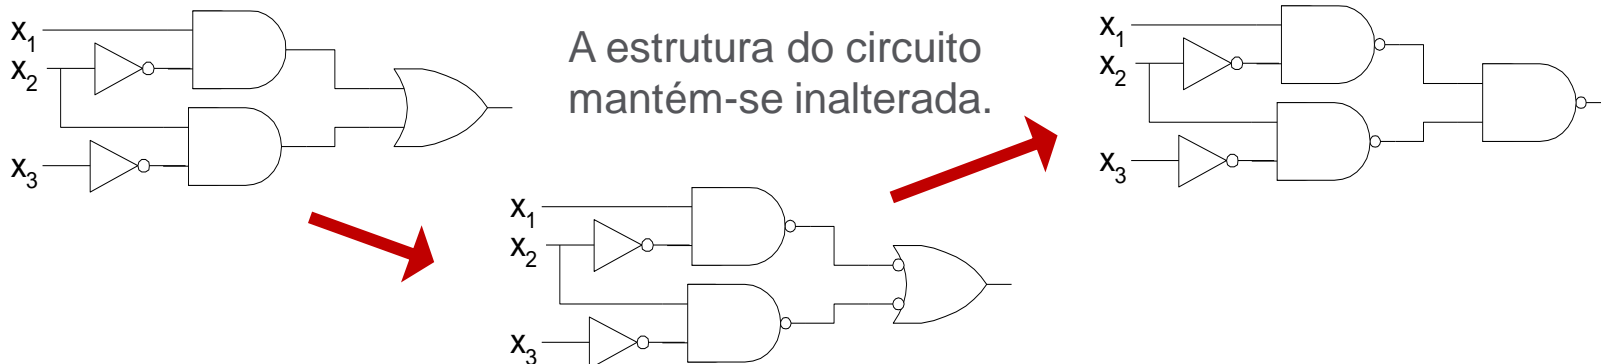 x1
x2
x3
A estrutura do circuito
mantém-se inalterada.
x1
x2
x3
x1
x2
x3